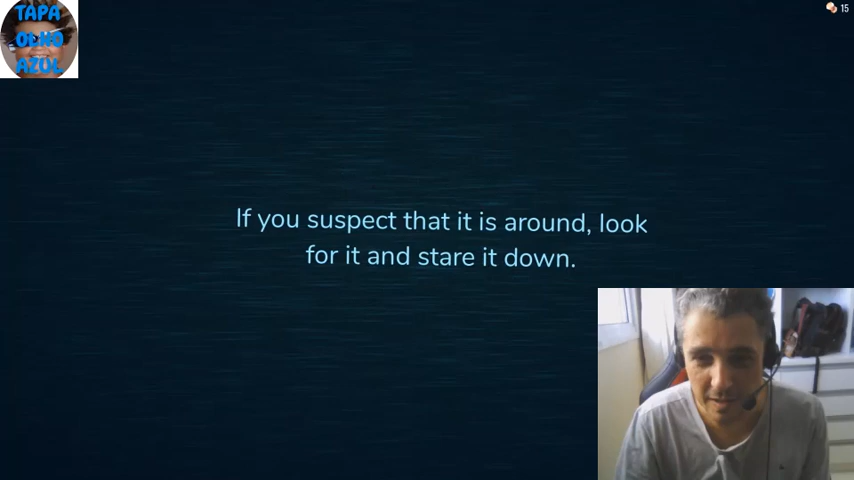 TAPA
OLHO
AZUL
15
If you suspect that it is around, look
for it and stare it down.